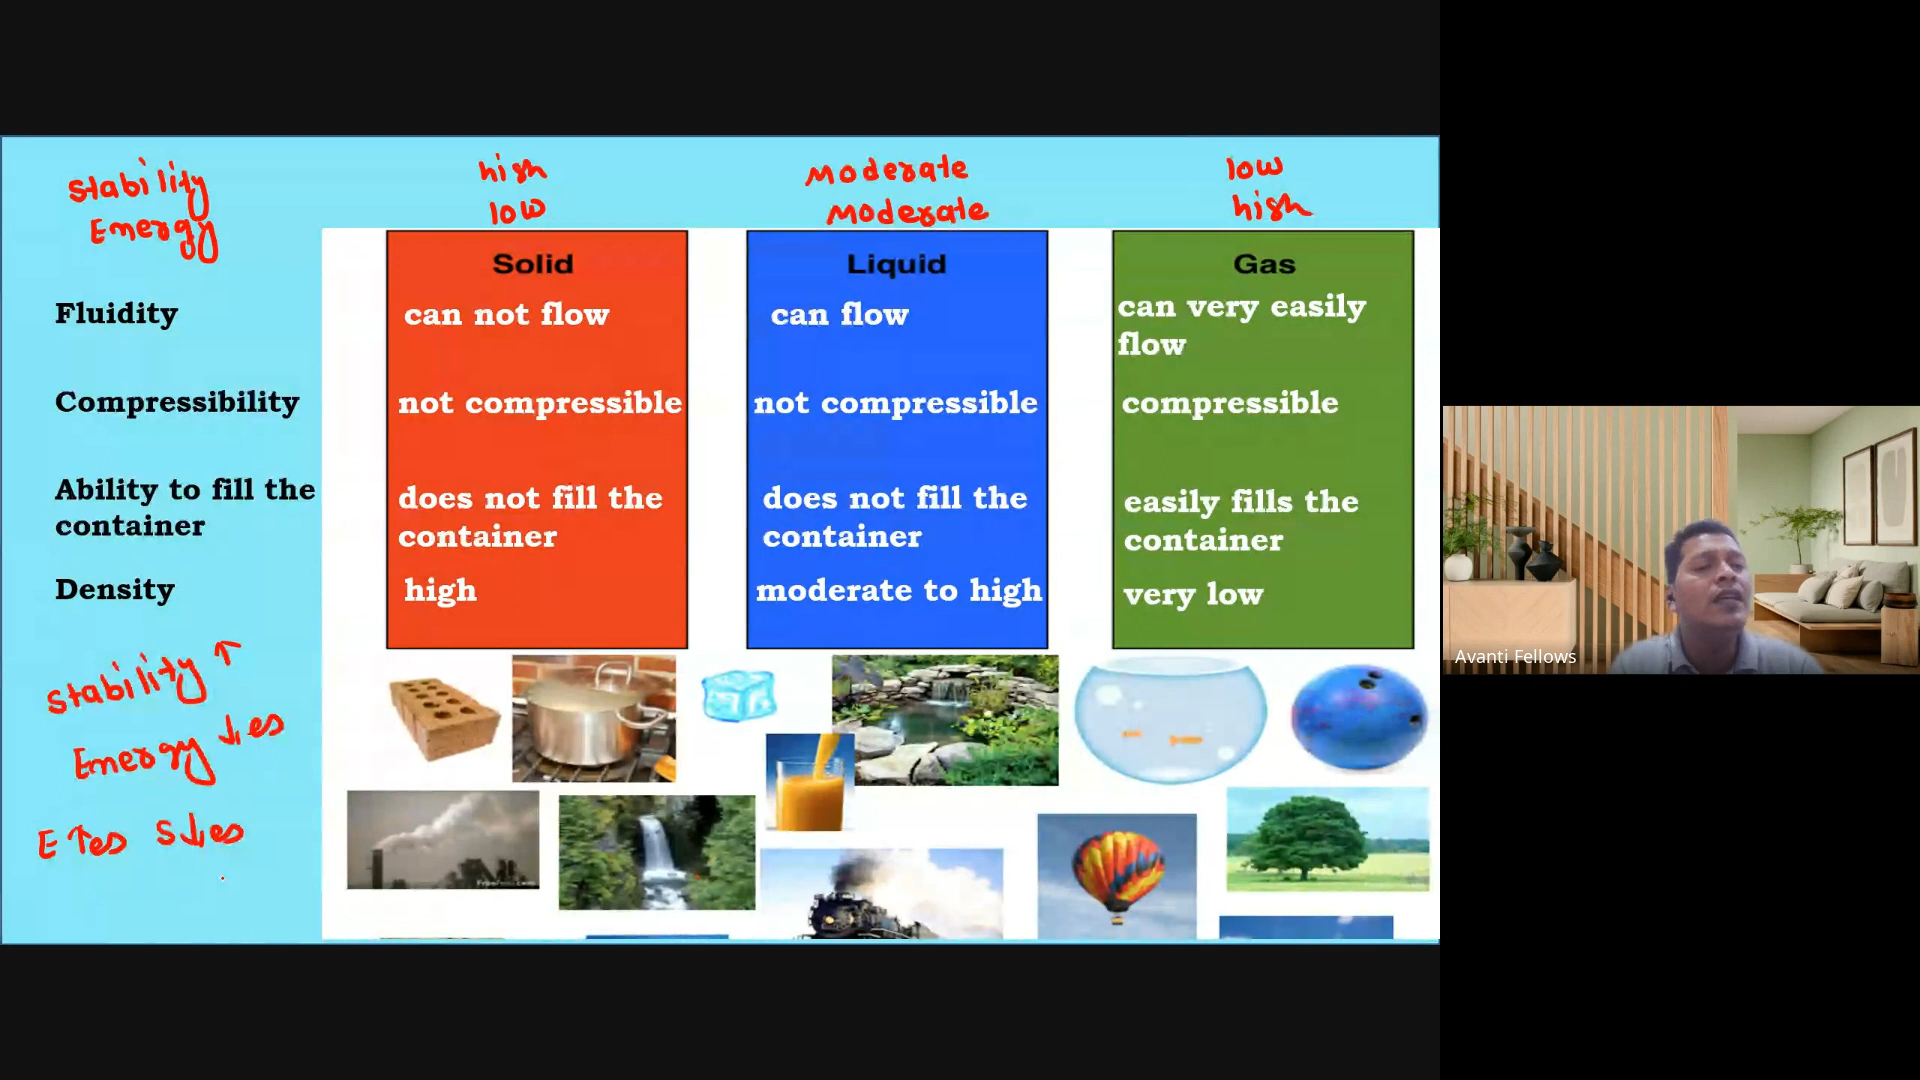 Stability high Moderate low
Energy low Moderate high
Solid Liquid Gas
Fluidity can not flow can flow can very easily
flow
Compressibility not compressible not compressible compressible
Ability to fill the does not fill the does not fill the easily fills the
container container container container
Density high moderate to high very low
Stability ↑
Energy ↓es
E ↑es S↓es
Avanti Fellows